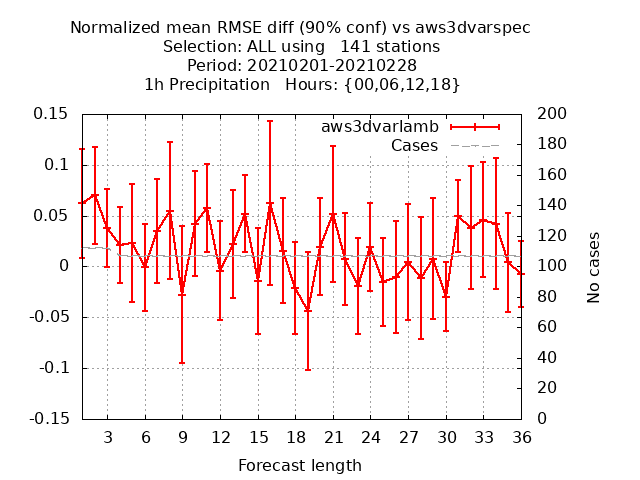 Normalized mean RMSE diff (90% conf) vs aws3dvarspec
Selection: ALL using   141 stations
Period: 20210201-20210228
1h Precipitation   Hours: {00,06,12,18}
aws3dvarlamb
Cases
0.15
0.1
0.05
0
-0.05
-0.1
-0.15
200
180
160
140
120
100
80
60
40
20
0
No cases
3 6 9 12 15 18 21 24 27 30 33 36
Forecast length